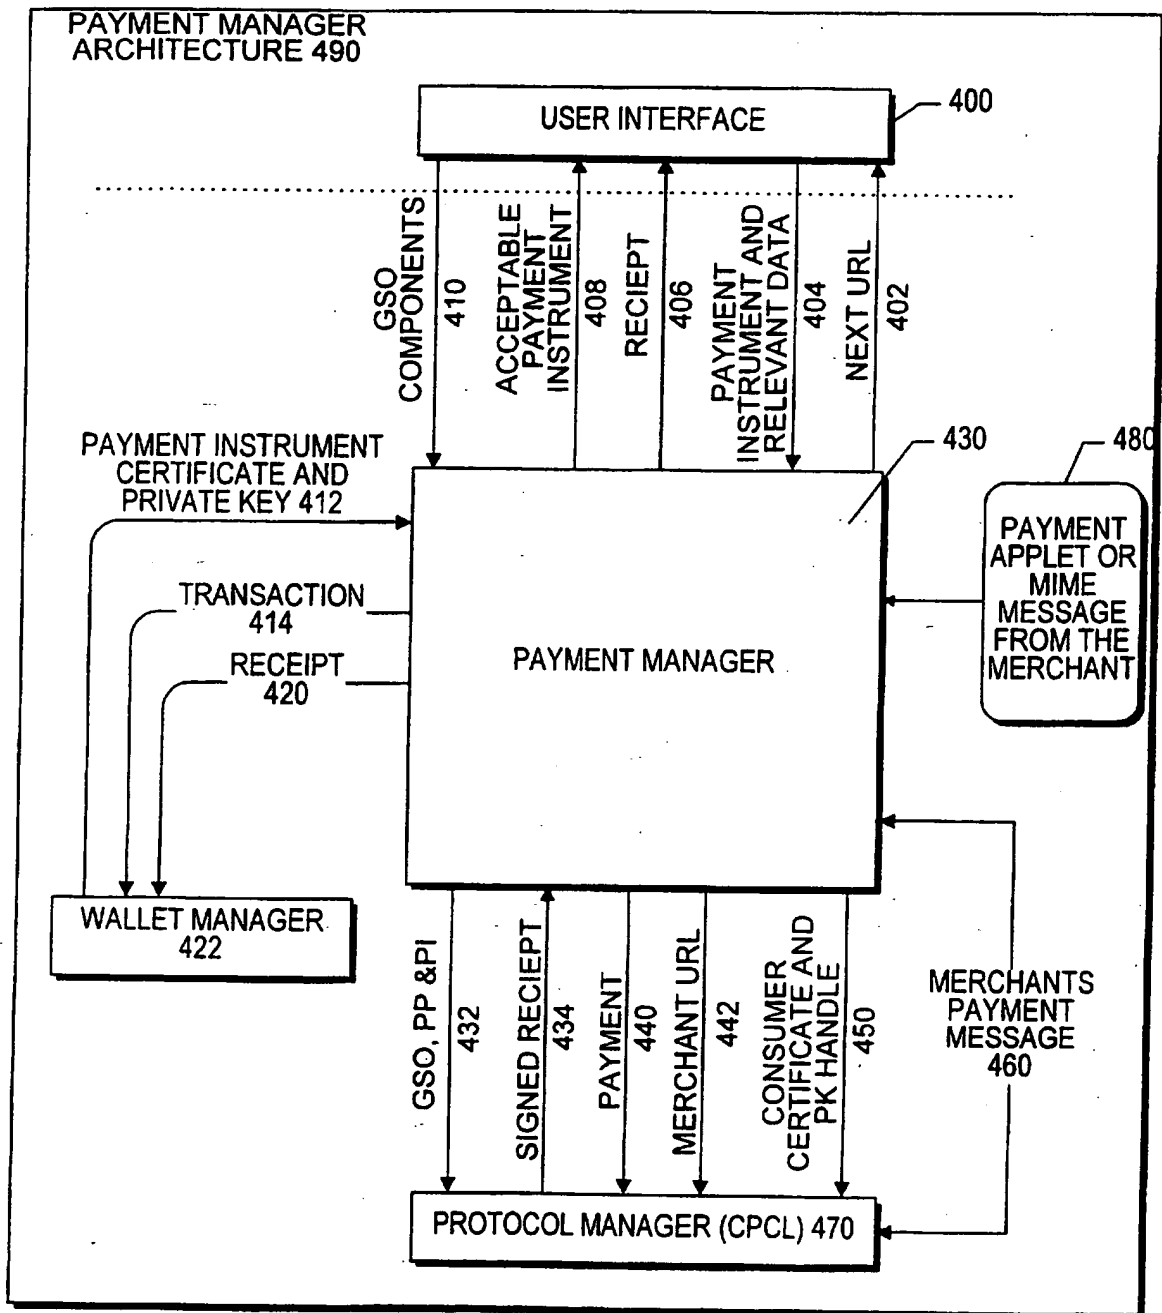 PAYMENT MANAGER
ARCHITECTURE 490
USER INTERFACE
400
GSO
COMPONENTS
410
ACCEPTABLE
PAYMENT
INSTRUMENT
408
RECIEPT
406
PAYMENT
INSTRUMENT AND
RELEVANT DATA
404
NEXT URL
402
PAYMENT INSTRUMENT
CERTIFICATE AND
PRIVATE KEY 412
430
480
PAYMENT
APPLET OR
MIME
MESSAGE
FROM THE
MERCHANT
TRANSACTION
414
RECEIPT
420
PAYMENT MANAGER
WALLET MANAGER
422
GSO, PP &PI
432
SIGNED RECIEPT
434
PAYMENT
440
MERCHANT URL
442
CONSUMER
CERTIFICATE AND
PK HANDLE
450
MERCHANTS
PAYMENT
MESSAGE
460
PROTOCOL MANAGER (CPCL) 470